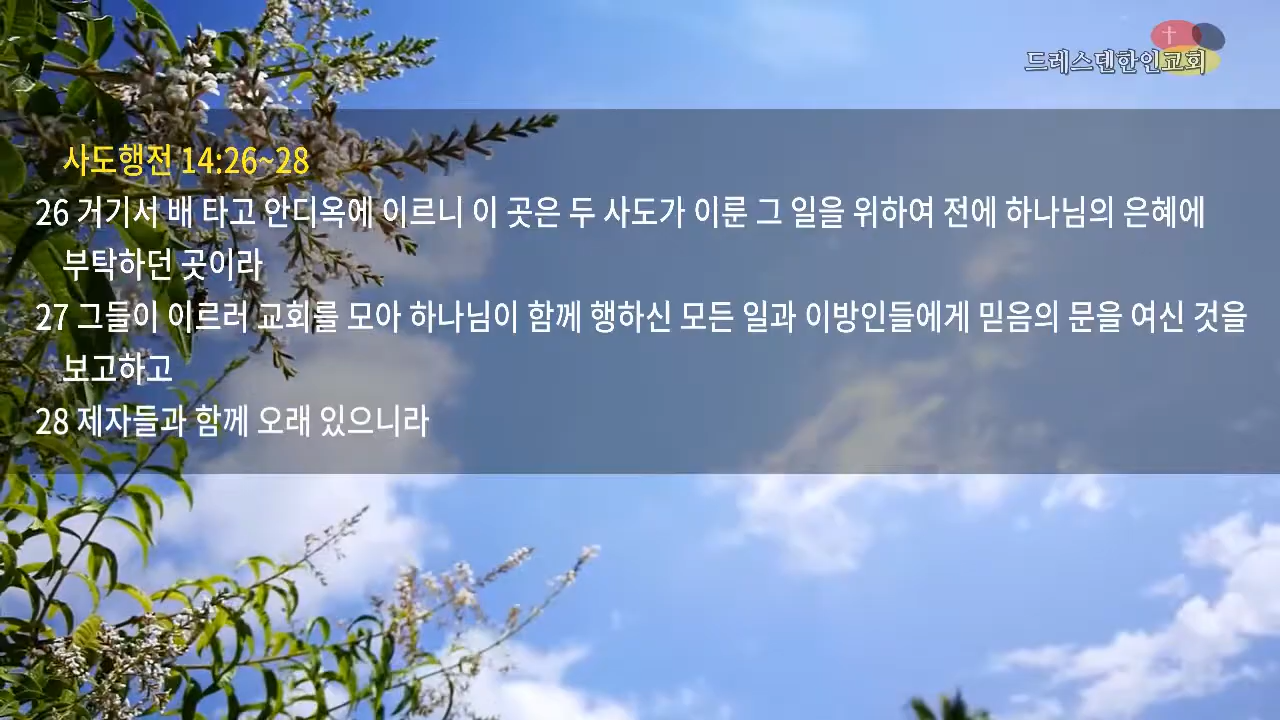 드레스덴한인교회
사도행전 14:26~28
26 거기서 배 타고 안디옥에 이르니 이 곳은 두 사도가 이룬 그 일을 위하여 전에 하나님의 은혜에
부탁하던 곳이라
27 그들이 이르러 교회를 모아 하나님이 함께 행하신 모든 일과 이방인들에게 믿음의 문을 여신 것을
보고하고
28 제자들과 함께 오래 있으니라